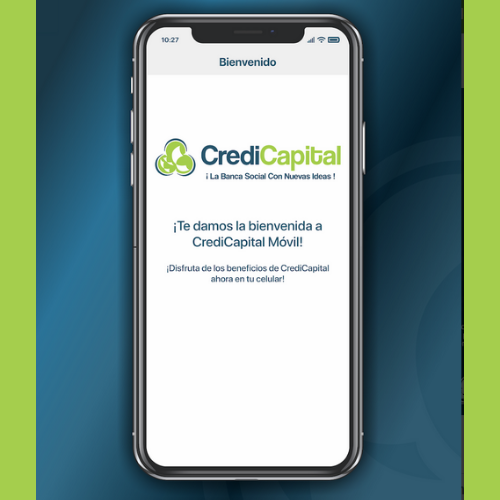 10:27
Bienvenido
CrediCapital
¡ La Banca Social Con Nuevas Ideas !
¡Te damos la bienvenida a
CrediCapital Móvil!
¡Disfruta de los beneficios de CrediCapital
ahora en tu celular!